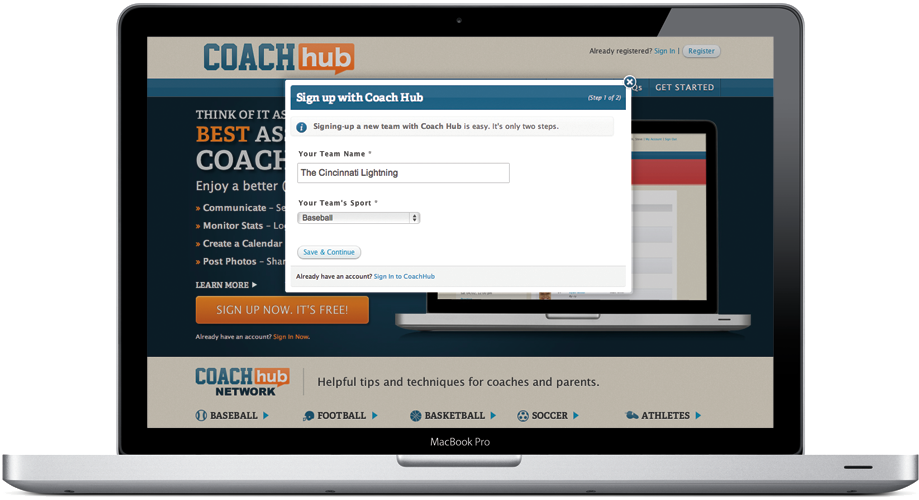 COACH hub
Already registered? Sign In | Register
Qs GET STARTED
Sign up with Coach Hub (Step 1 of 2)
Signing-up a new team with Coach Hub is easy. It's only two steps.
Your Team Name *
The Cincinnati Lightning
Your Team's Sport *
Baseball
Save & Continue
Already have an account? Sign In to CoachHub
THINK OF IT AS
BEST AS
COACH
Enjoy a better (
» Communicate – Se
» Monitor Stats – Lo
» Create a Calendar
» Post Photos – Shar
LEARN MORE
SIGN UP NOW. IT'S FREE!
Already have an account? Sign In Now.
COACH hub
NETWORK
Helpful tips and techniques for coaches and parents.
BASEBALL FOOTBALL BASKETBALL SOCCER ATHLETES
MacBook Pro